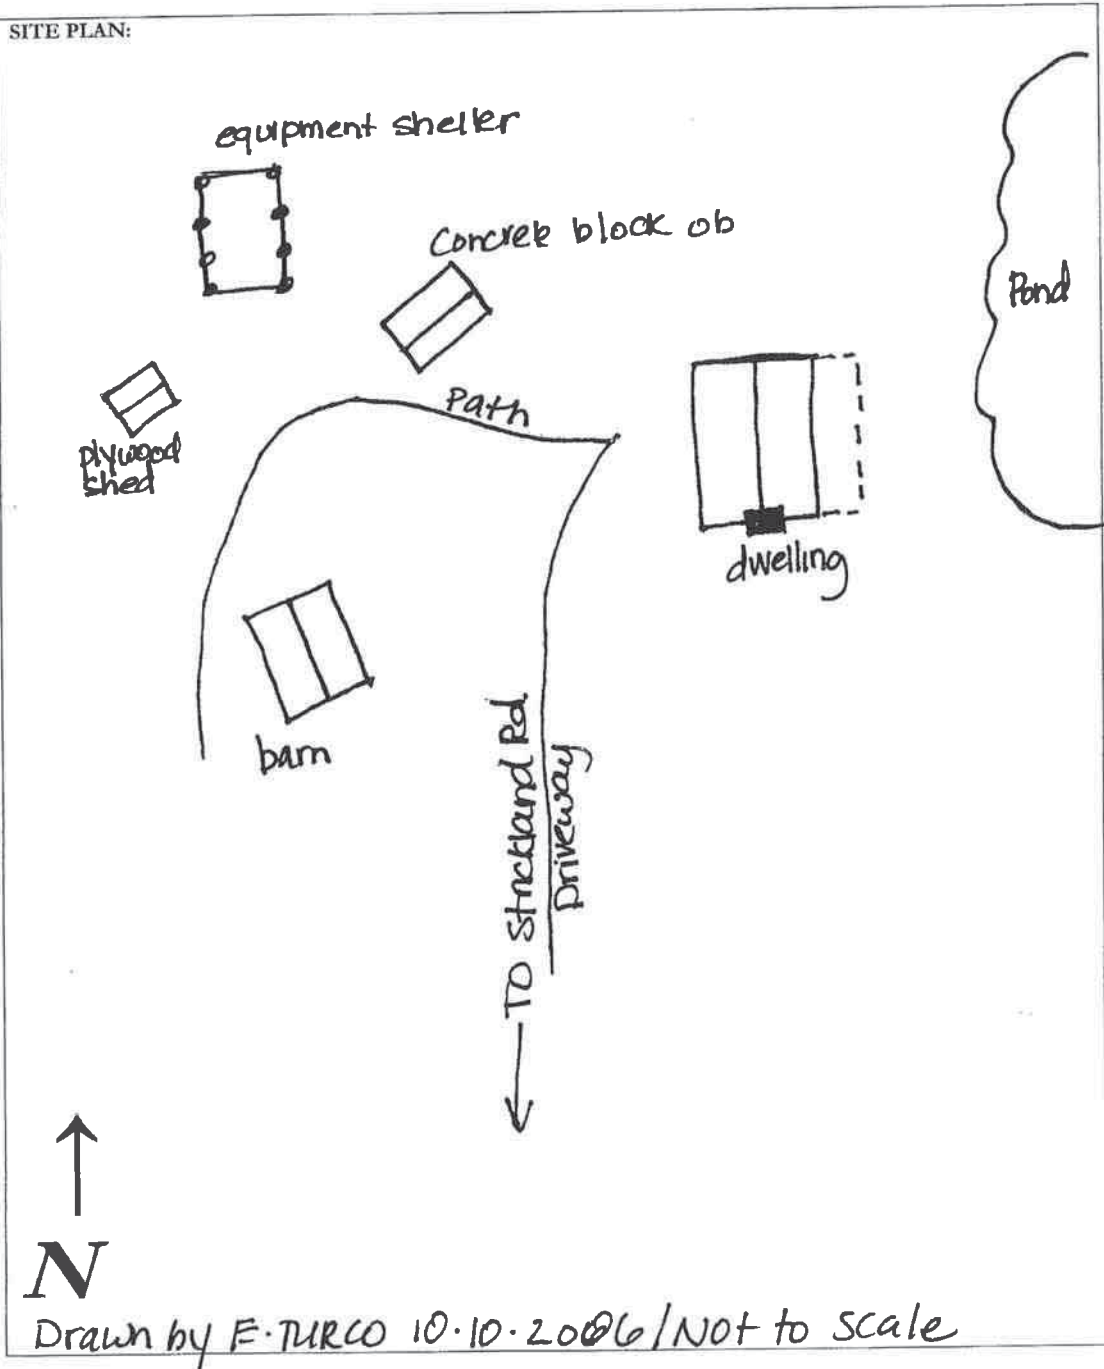 SITE PLAN:
equipment shelter
Concrete block ob
Pond
Path
plywood
shed
dwelling
barn
TO Strickland Rd.
Driveway
N
Drawn by E. TURCO 10.10.2006/Not to scale